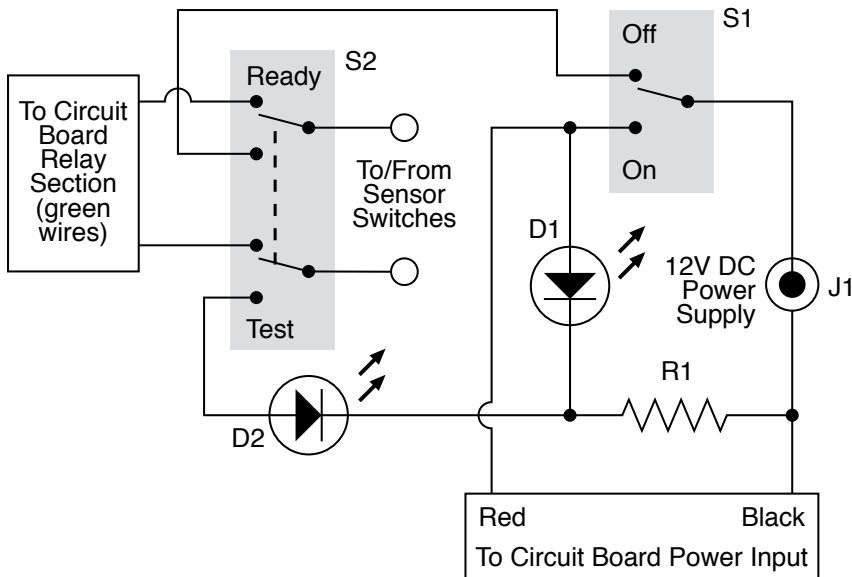 S1
Off
S2
Ready
To Circuit
Board
Relay
Section
(green
wires)
To/From
Sensor
Switches
On
D1
12V DC
Power
Supply
J1
Test
R1
D2
Red
Black
To Circuit Board Power Input